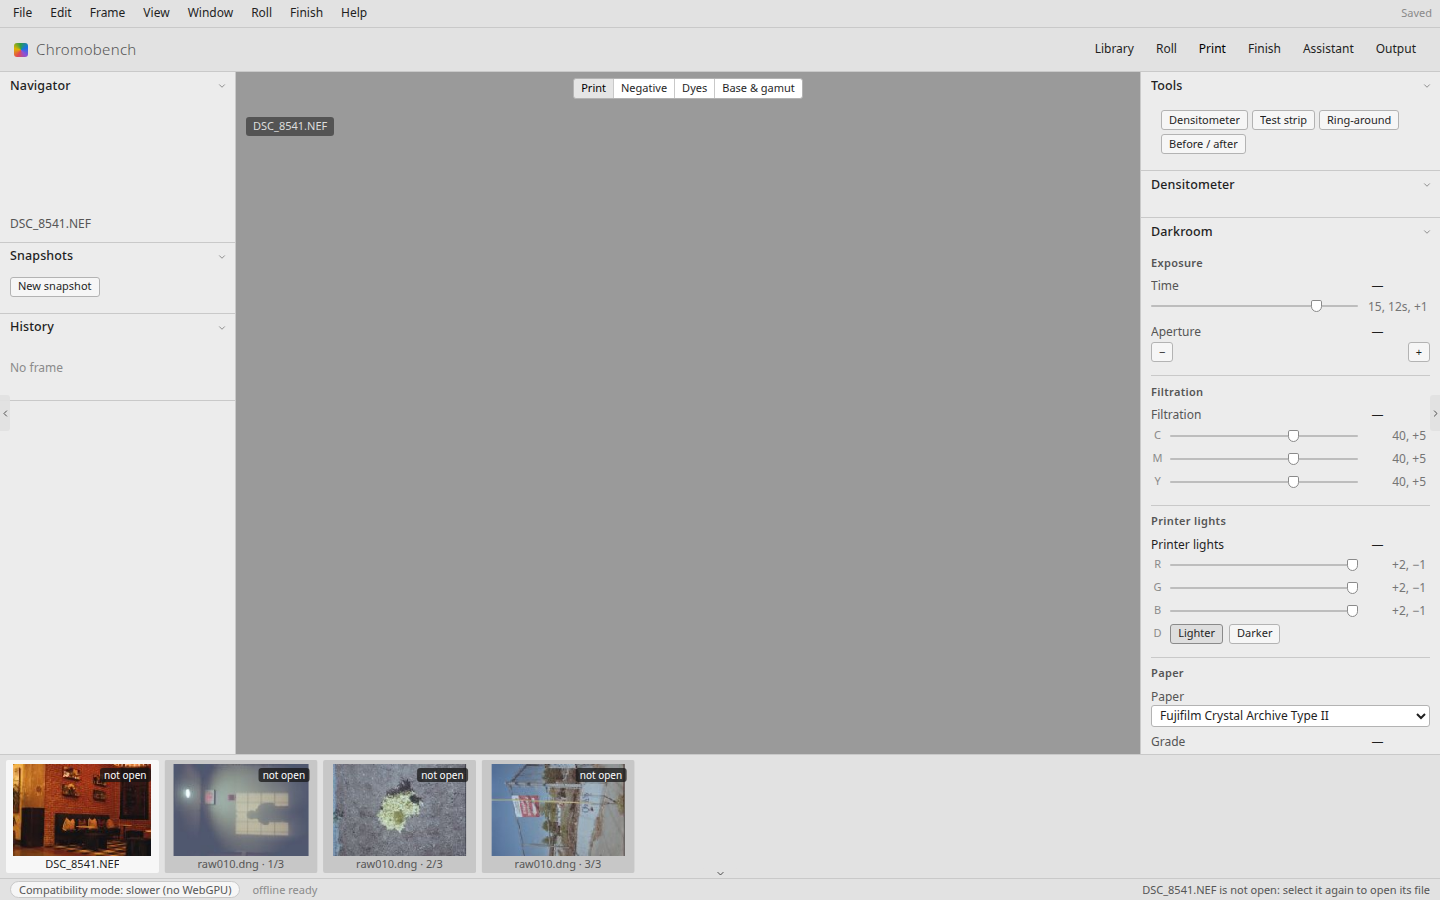 File Edit Frame View Window Roll Finish Help Saved
Chromobench Library Roll Print Finish Assistant Output
Navigator
DSC_8541.NEF
Snapshots
New snapshot
History
No frame
Print Negative Dyes Base & gamut
DSC_8541.NEF
Tools
Densitometer Test strip Ring-around
Before / after
Densitometer
Darkroom
Exposure
Time —
15, 12s, +1
Aperture —
− +
Filtration
Filtration —
C 40, +5
M 40, +5
Y 40, +5
Printer lights
Printer lights —
R +2, −1
G +2, −1
B +2, −1
D Lighter Darker
Paper
Paper
Fujifilm Crystal Archive Type II
Grade —
not open not open not open not open
DSC_8541.NEF raw010.dng · 1/3 raw010.dng · 2/3 raw010.dng · 3/3
Compatibility mode: slower (no WebGPU) offline ready DSC_8541.NEF is not open: select it again to open its file